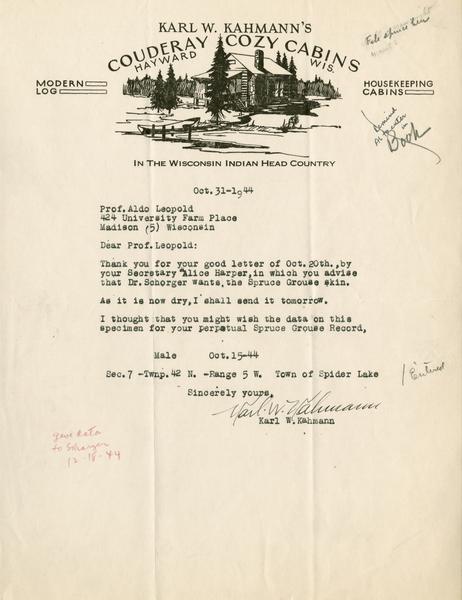 KARL W. KAHMANN'S
COUDERAY COZY CABINS
HAYWARD WIS.
MODERN
LOG
HOUSEKEEPING
CABINS
IN THE WISCONSIN INDIAN HEAD COUNTRY
File spruce hen
Book
Oct. 31-1944
Prof. Aldo Leopold
424 University Farm Place
Madison (5) Wisconsin
Dear Prof. Leopold:
Thank you for your good letter of Oct. 20th., by
your Secretary Alice Harper, in which you advise
that Dr. Schorger wants, the Spruce Grouse skin.
As it is now dry, I shall send it tomorrow.
I thought that you might wish the data on this
specimen for your perpetual Spruce Grouse Record,
Male Oct. 15-44
Sec. 7 -Twnp. 42 N. -Range 5 W. Town of Spider Lake
Entered
Sincerely yours,
Karl W. Kahmann
Karl W. Kahmann
gave data
to Schorger
12-18-44